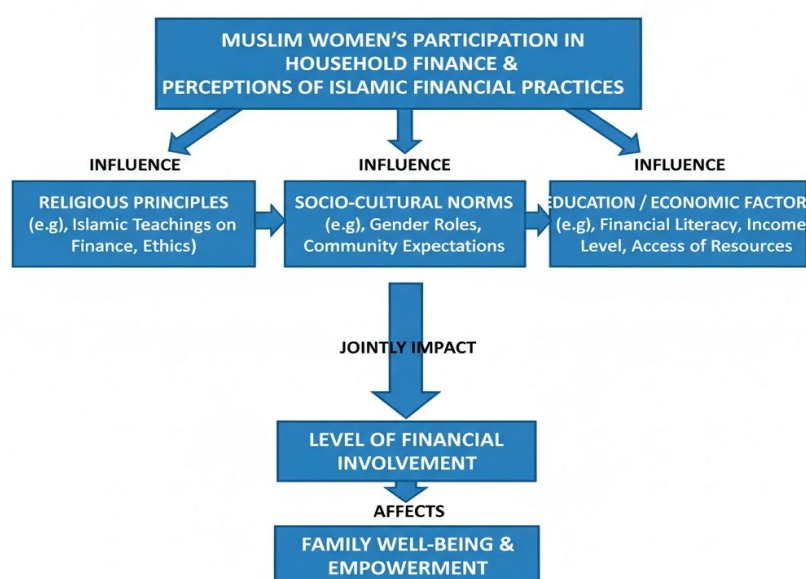 MUSLIM WOMEN'S PARTICIPATION IN
HOUSEHOLD FINANCE &
PERCEPTIONS OF ISLAMIC FINANCIAL PRACTICES
INFLUENCE
INFLUENCE
INFLUENCE
RELIGIOUS PRINCIPLES
(e.g), Islamic Teachings on
Finance, Ethics)
SOCIO-CULTURAL NORMS
(e.g), Gender Roles,
Community Expectations
EDUCATION / ECONOMIC FACTOR
(e.g), Financial Literacy, Income
Level, Access of Resources
JOINTLY IMPACT
LEVEL OF FINANCIAL
INVOLVEMENT
AFFECTS
FAMILY WELL-BEING &
EMPOWERMENT